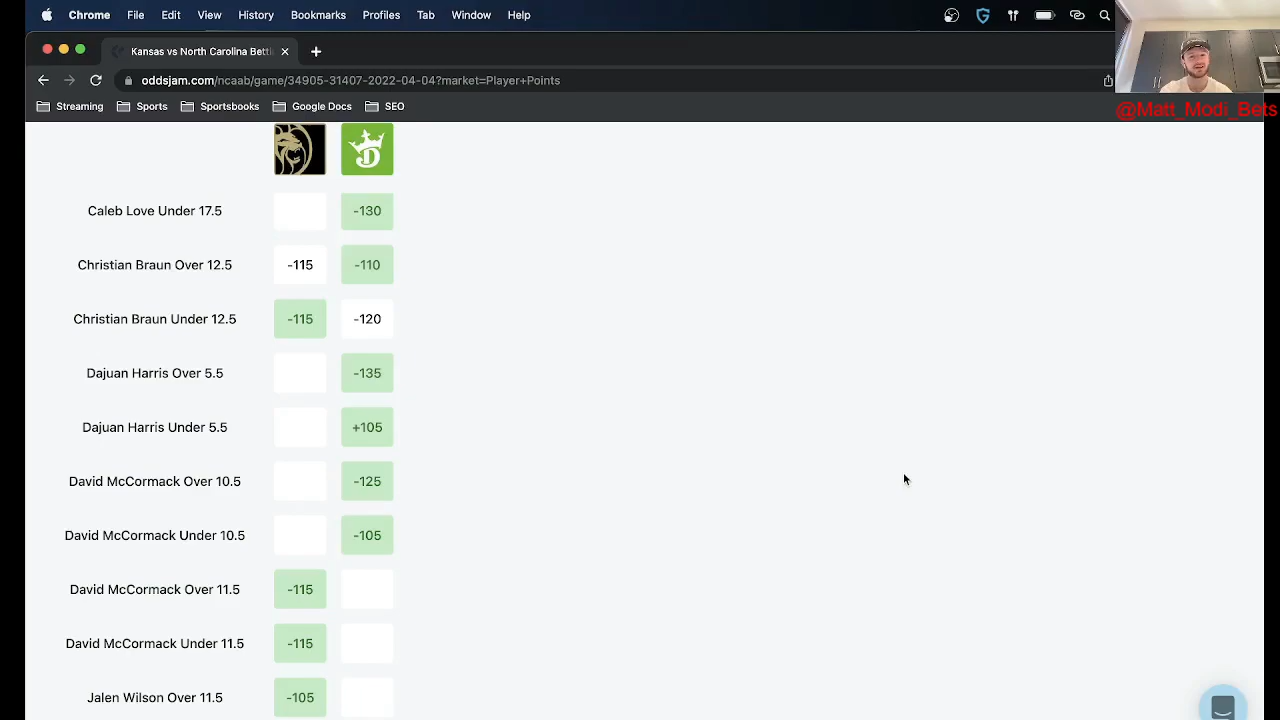 Chrome File Edit View History Bookmarks Profiles Tab Window Help
Kansas vs North Carolina Betti
oddsjam.com/ncaab/game/34905-31407-2022-04-04?market=Player+Points
Streaming Sports Sportsbooks Google Docs SEO
@Matt_Modi_Bets
Caleb Love Under 17.5 -130
Christian Braun Over 12.5 -115 -110
Christian Braun Under 12.5 -115 -120
Dajuan Harris Over 5.5 -135
Dajuan Harris Under 5.5 +105
David McCormack Over 10.5 -125
David McCormack Under 10.5 -105
David McCormack Over 11.5 -115
David McCormack Under 11.5 -115
Jalen Wilson Over 11.5 -105